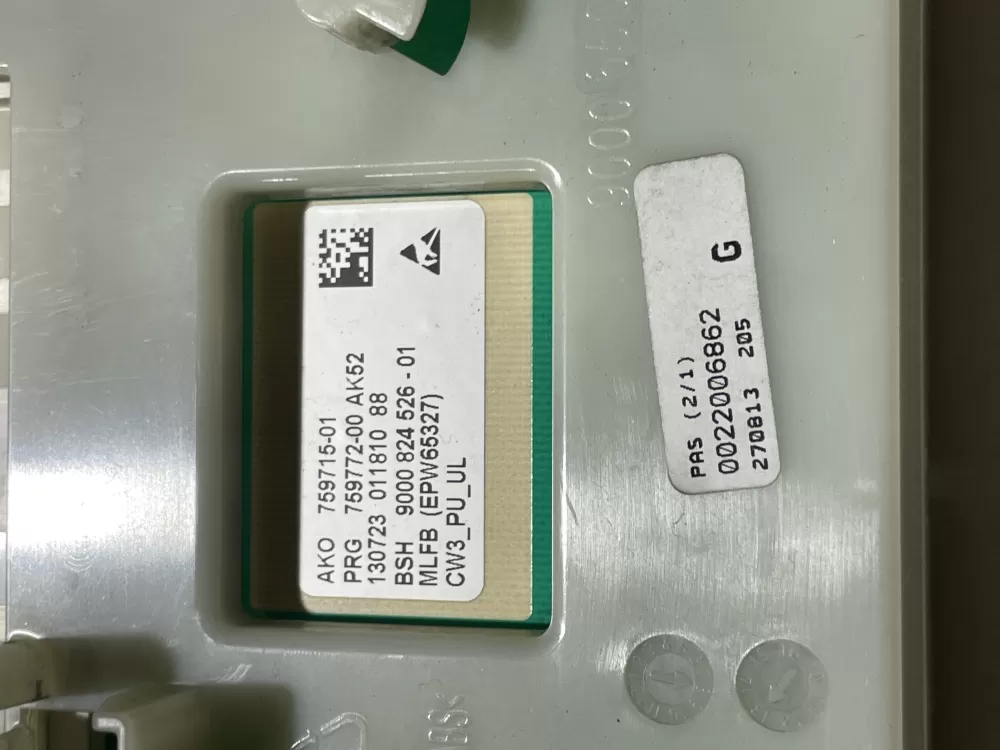 AKO 759715-01
PRG 759772-00 AK52
130723 011810 88
BSH 9000 824 526 - 01
MLFB (EPW65327)
CW3_PU_UL
PAS (2/1)
0022006862 G
270813 205